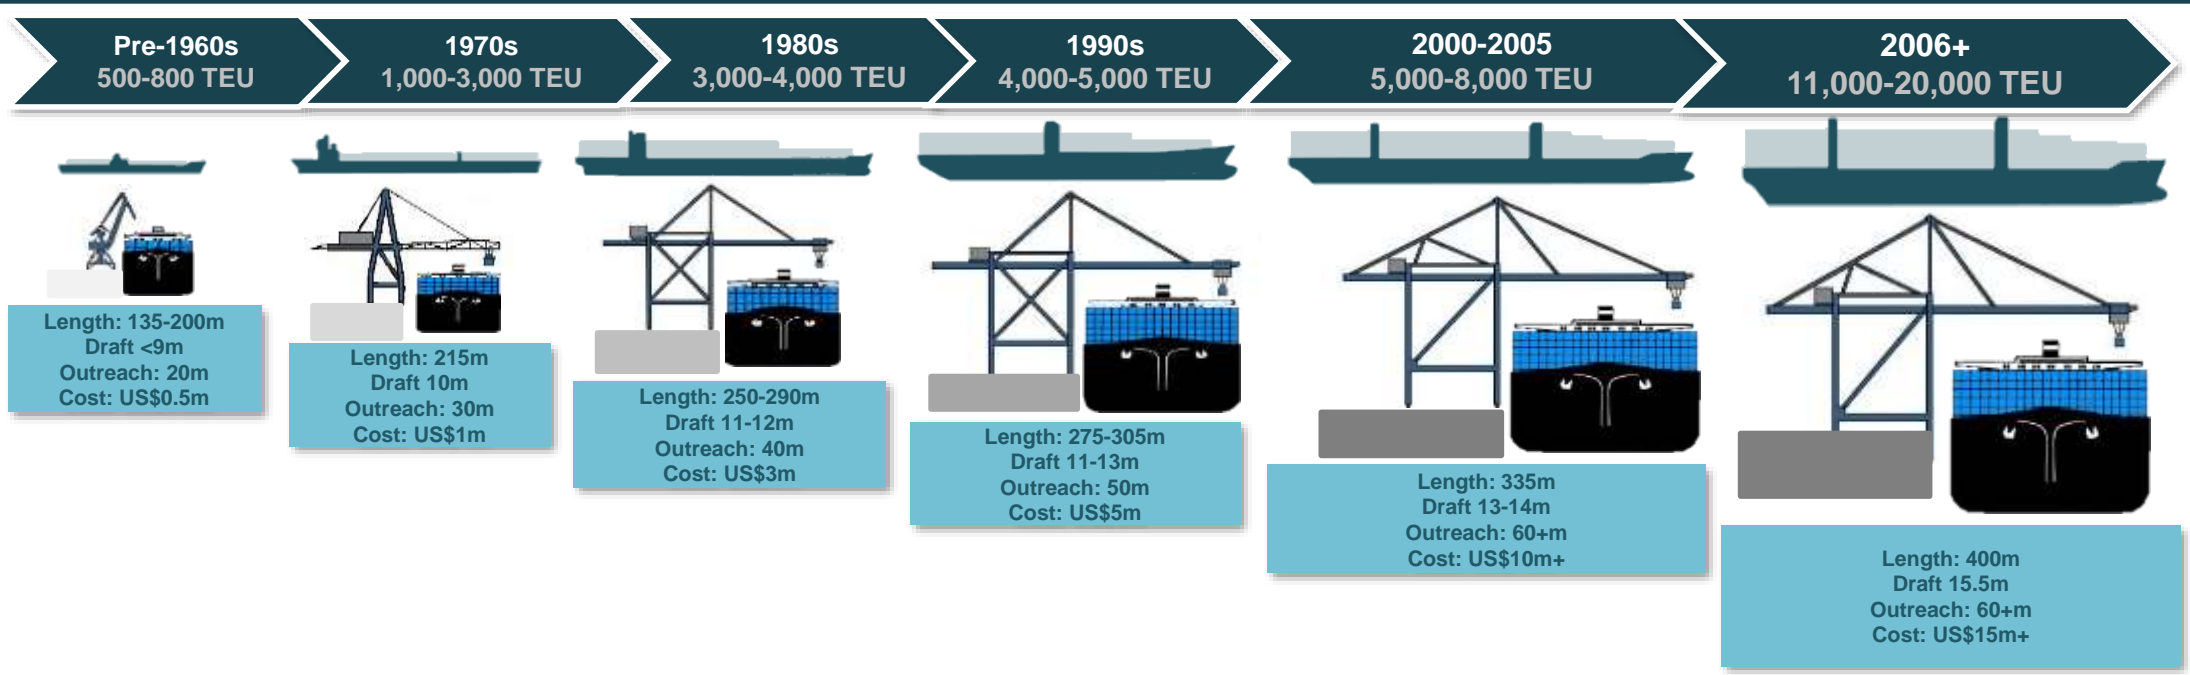 Pre-1960s
500-800 TEU
1970s
1,000-3,000 TEU
1980s
3,000-4,000 TEU
1990s
4,000-5,000 TEU
2000-2005
5,000-8,000 TEU
2006+
11,000-20,000 TEU
Length: 135-200m
Draft <9m
Outreach: 20m
Cost: US$0.5m
Length: 215m
Draft 10m
Outreach: 30m
Cost: US$1m
Length: 250-290m
Draft 11-12m
Outreach: 40m
Cost: US$3m
Length: 275-305m
Draft 11-13m
Outreach: 50m
Cost: US$5m
Length: 335m
Draft 13-14m
Outreach: 60+m
Cost: US$10m+
Length: 400m
Draft 15.5m
Outreach: 60+m
Cost: US$15m+